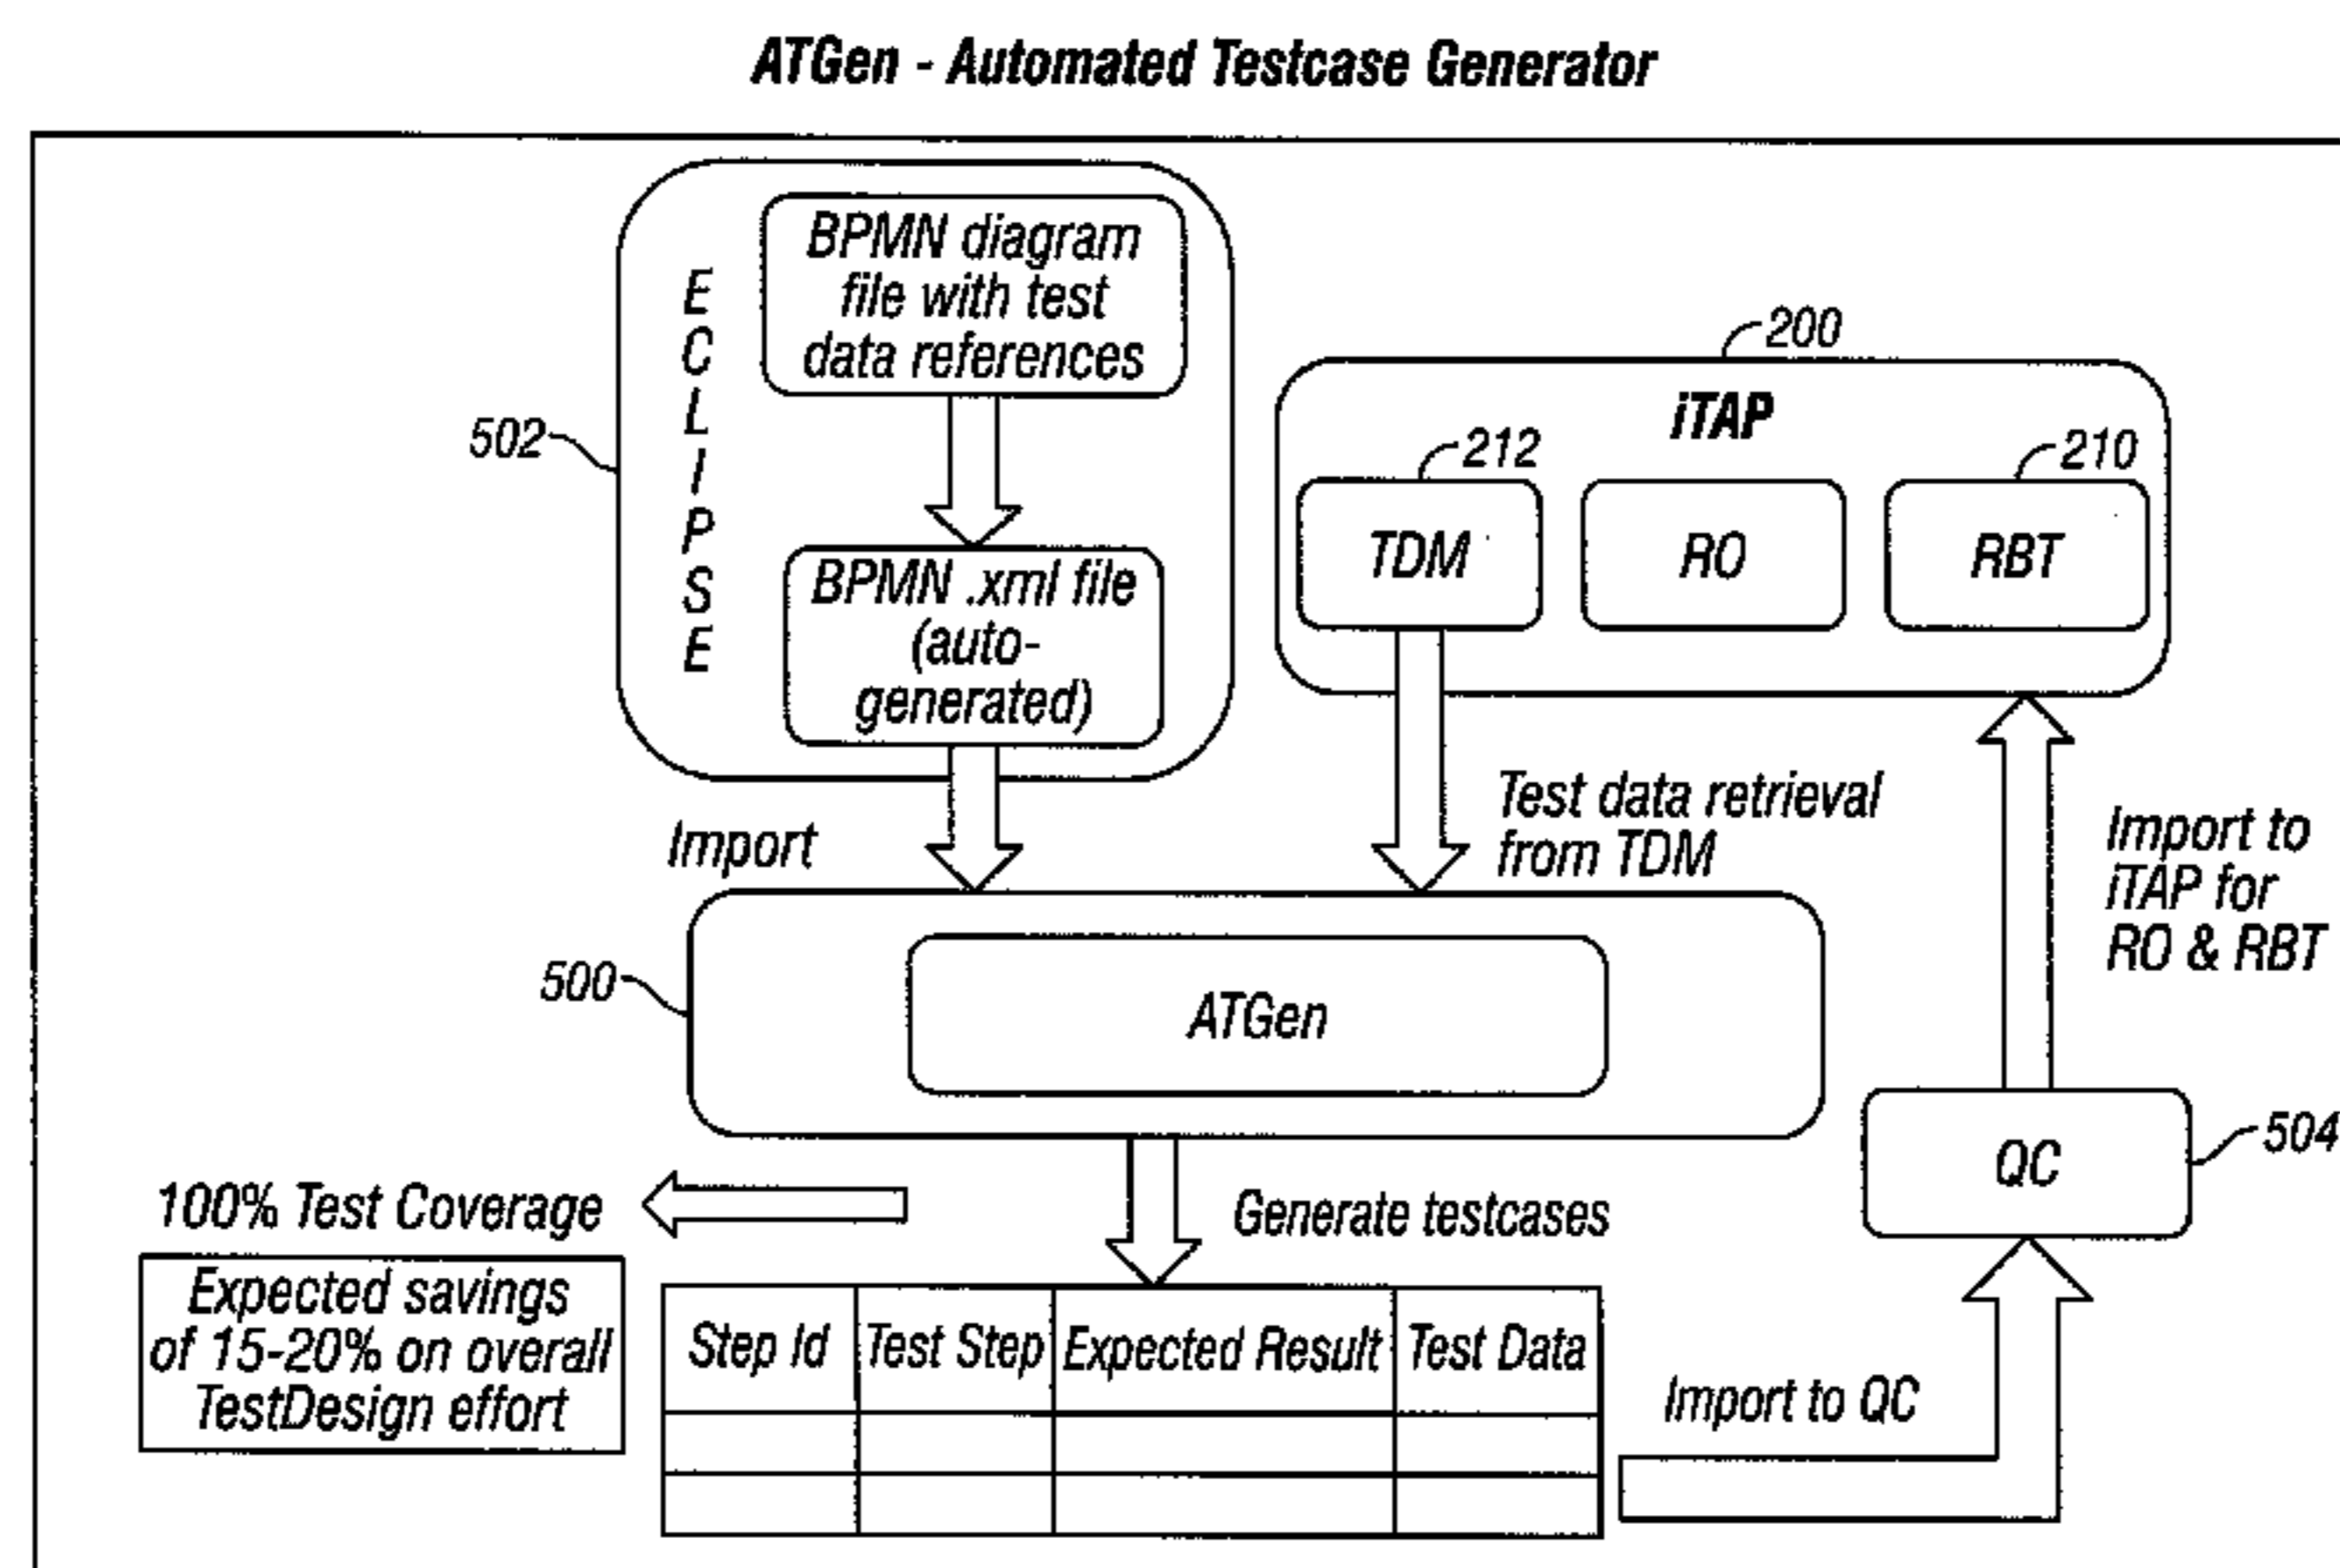 ATGen - Automated Testcase Generator
BPMN diagram
file with test
data references
E
C
L
I
P
S
E
502
BPMN .xml file
(auto-
generated)
200
iTAP
212
210
TDM
RO
RBT
Import
Test data retrieval
from TDM
Import to
iTAP for
RO & RBT
500
ATGen
QC
504
100% Test Coverage
Generate testcases
Expected savings
of 15-20% on overall
TestDesign effort
Step Id Test Step Expected Result Test Data
Import to QC